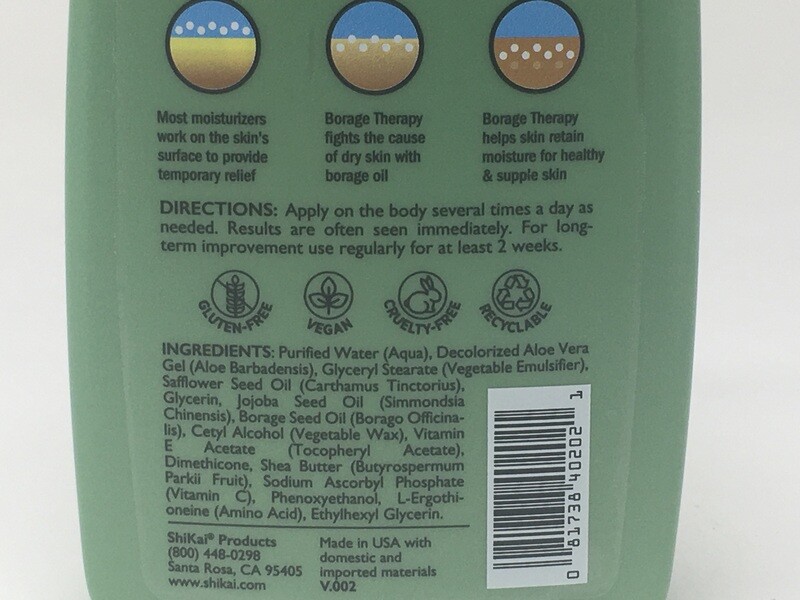 Most moisturizers
work on the skin's
surface to provide
temporary relief
Borage Therapy
fights the cause
of dry skin with
borage oil
Borage Therapy
helps skin retain
moisture for healthy
& supple skin
DIRECTIONS: Apply on the body several times a day as
needed. Results are often seen immediately. For long-
term improvement use regularly for at least 2 weeks.
GLUTEN-FREE
VEGAN
CRUELTY-FREE
RECYCLABLE
INGREDIENTS: Purified Water (Aqua), Decolorized Aloe Vera
Gel (Aloe Barbadensis), Glyceryl Stearate (Vegetable Emulsifier),
Safflower Seed Oil (Carthamus Tinctorius),
Glycerin, Jojoba Seed Oil (Simmondsia
Chinensis), Borage Seed Oil (Borago Officina-
lis), Cetyl Alcohol (Vegetable Wax), Vitamin
E Acetate (Tocopheryl Acetate),
Dimethicone, Shea Butter (Butyrospermum
Parkii Fruit), Sodium Ascorbyl Phosphate
(Vitamin C), Phenoxyethanol, L-Ergothi-
oneine (Amino Acid), Ethylhexyl Glycerin.
ShiKai® Products
(800) 448-0298
Santa Rosa, CA 95405
www.shikai.com
Made in USA with
domestic and
imported materials
V.002
0 81738 40202 1